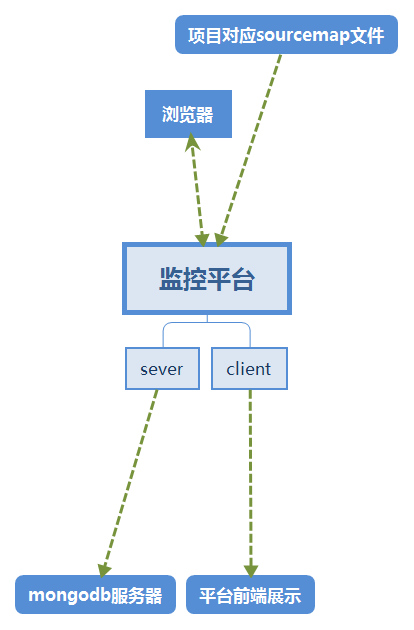 项目对应sourcemap文件
浏览器
监控平台
sever
client
mongodb服务器
平台前端展示